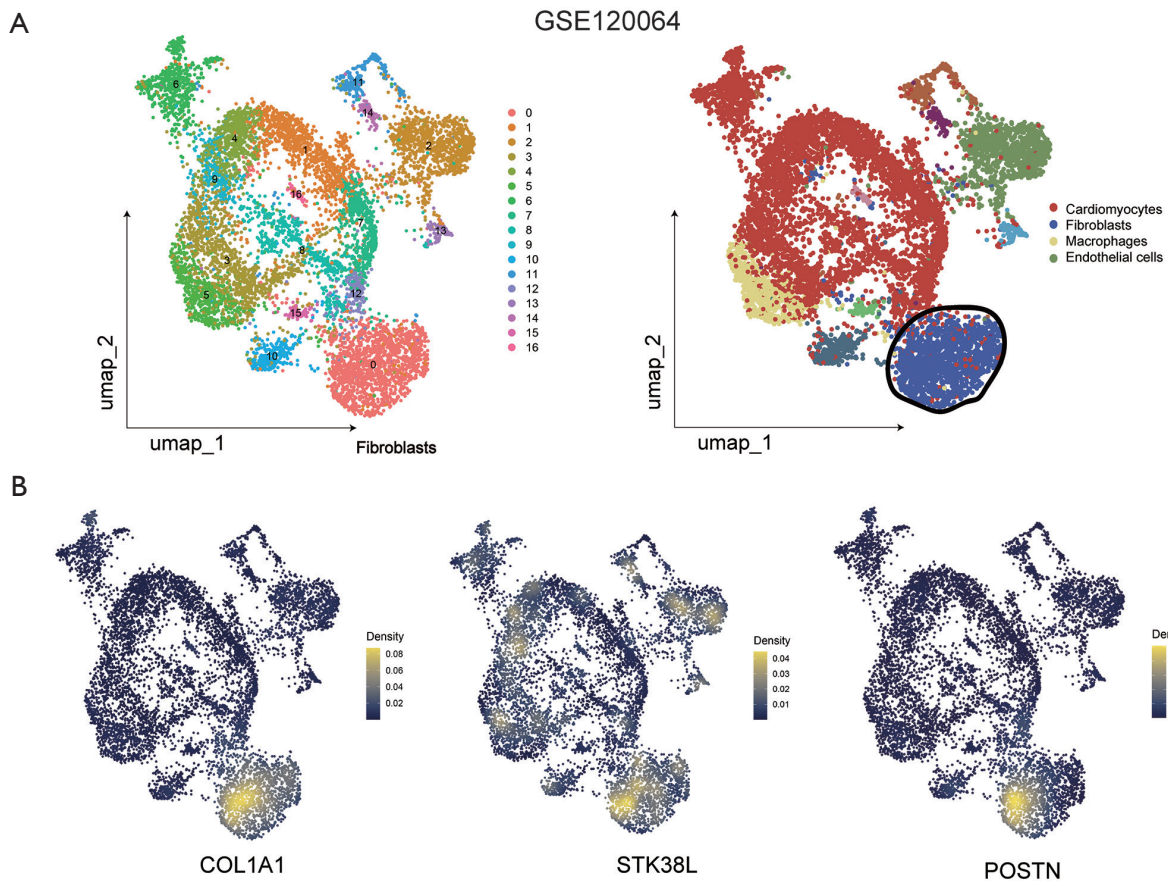 A
GSE120064
6
11
14
4
1
2
9
16
7
13
8
3
5
12
15
10
0
0
1
2
3
4
5
6
7
8
9
10
11
12
13
14
15
16
umap_2
umap_1
Fibroblasts
Cardiomyocytes
Fibroblasts
Macrophages
Endothelial cells
umap_2
umap_1
B
Density
0.08
0.06
0.04
0.02
COL1A1
Density
0.04
0.03
0.02
0.01
STK38L
De
POSTN